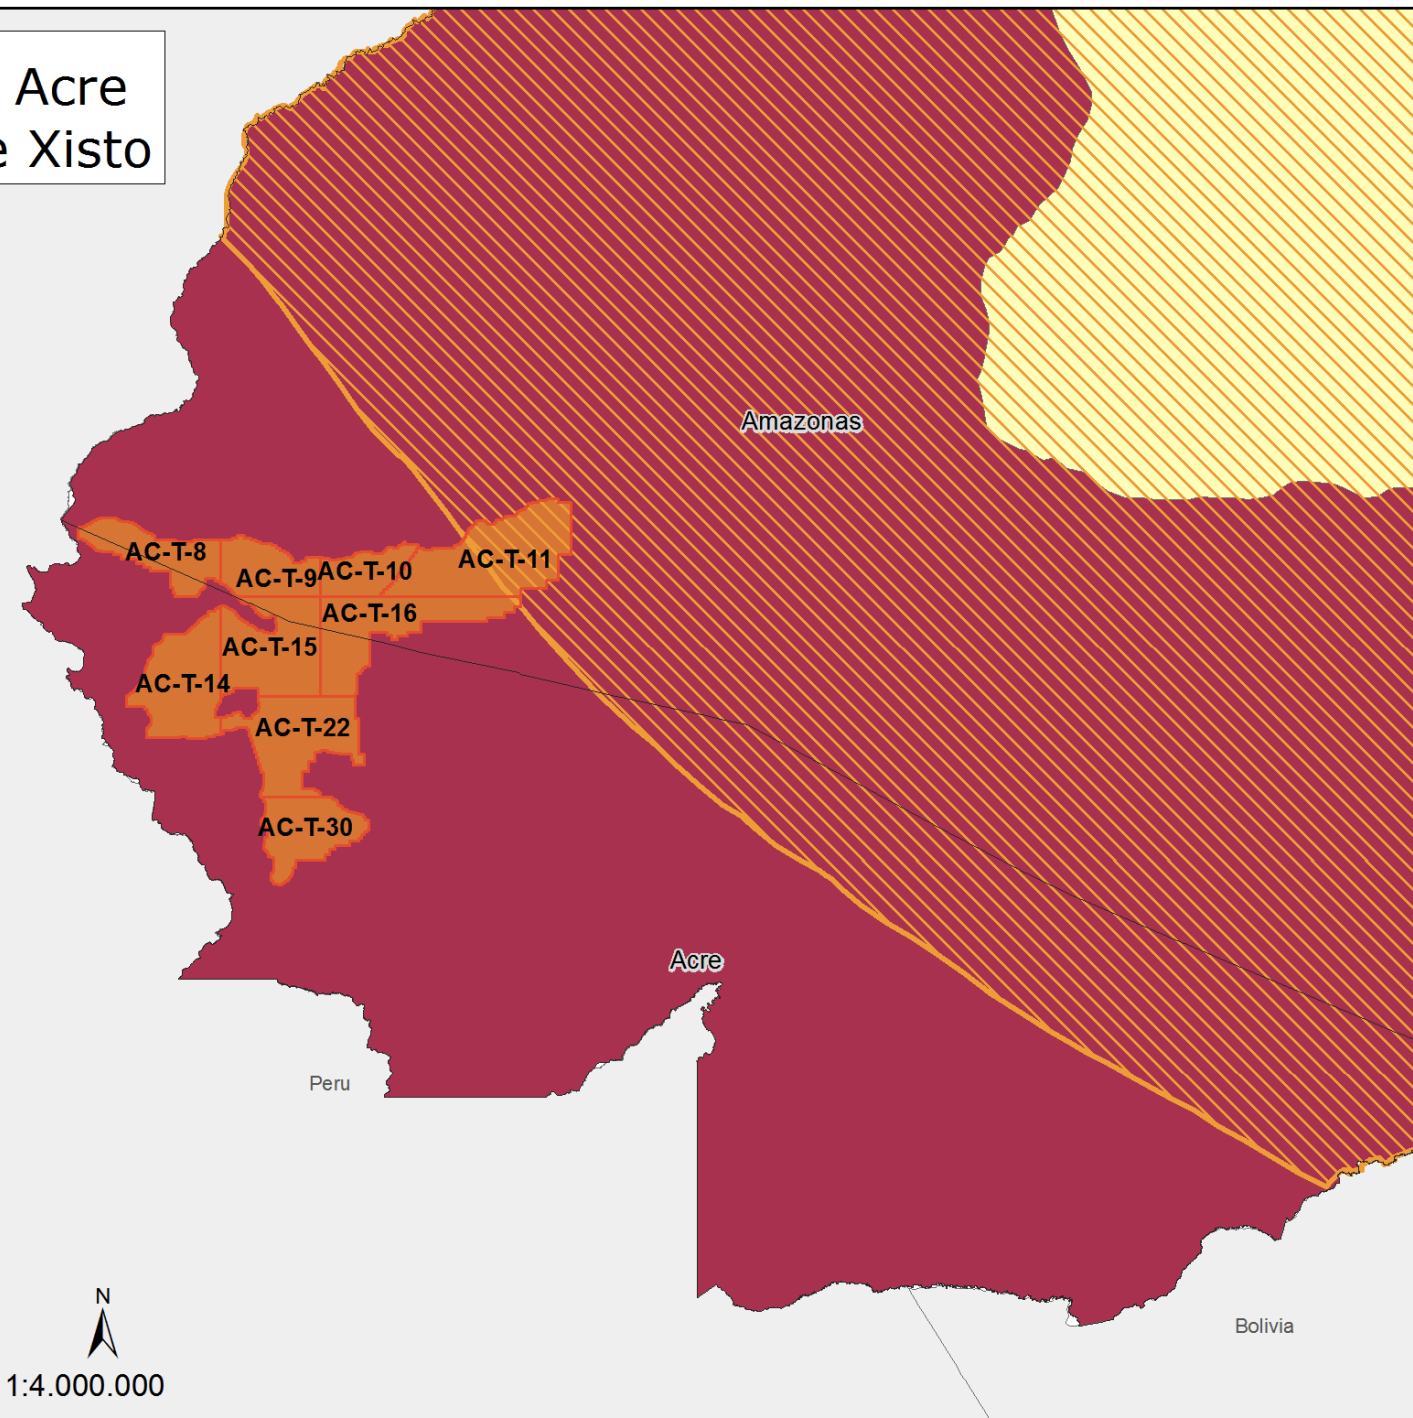 Acre
e Xisto
Amazonas
AC-T-8
AC-T-9
AC-T-10
AC-T-11
AC-T-16
AC-T-15
AC-T-14
AC-T-22
AC-T-30
Acre
Peru
Bolivia
N
1:4.000.000